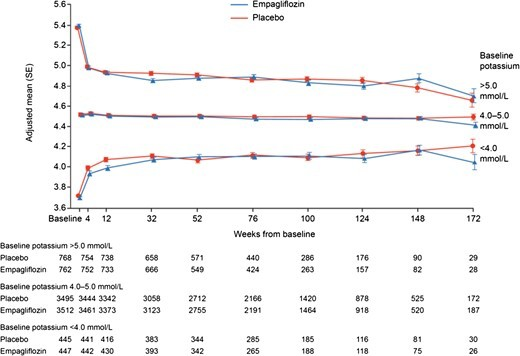 Empagliflozin
Placebo
Adjusted mean (SE)
5.6
5.4
5.2
5.0
4.8
4.6
4.4
4.2
4.0
3.8
3.6
Baseline
potassium
>5.0
mmol/L
4.0–5.0
mmol/L
<4.0
mmol/L
Baseline 4 12 32 52 76 100 124 148 172
Weeks from baseline
Baseline potassium >5.0 mmol/L
Placebo 768 754 738 658 571 440 286 176 90 29
Empagliflozin 762 752 733 666 549 424 263 157 82 28
Baseline potassium 4.0–5.0 mmol/L
Placebo 3495 3444 3342 3058 2712 2166 1420 878 525 172
Empagliflozin 3512 3461 3373 3123 2755 2191 1464 918 520 187
Baseline potassium <4.0 mmol/L
Placebo 445 441 416 383 344 285 185 116 81 30
Empagliflozin 447 442 430 393 342 265 188 118 75 26